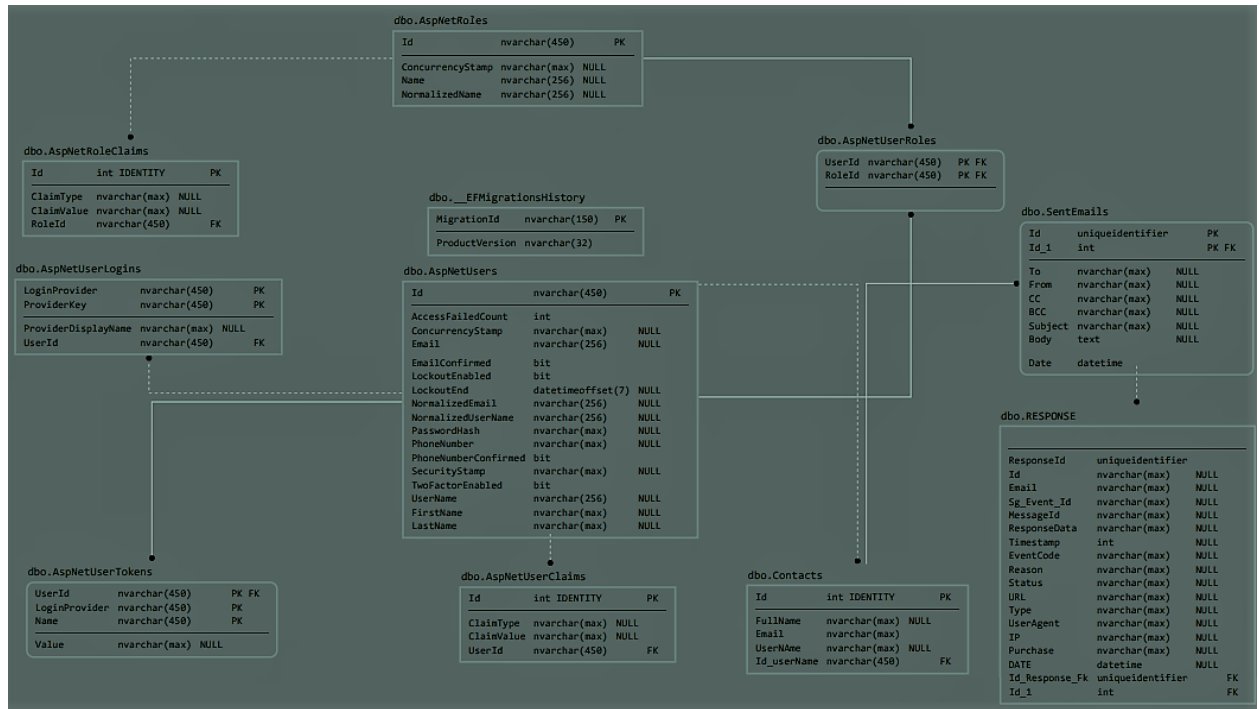 dbo.AspNetRoles
Id nvarchar(450) PK
ConcurrencyStamp nvarchar(max) NULL
Name nvarchar(256) NULL
NormalizedName nvarchar(256) NULL
dbo.AspNetRoleClaims
Id int IDENTITY PK
ClaimType nvarchar(max) NULL
ClaimValue nvarchar(max) NULL
RoleId nvarchar(450) FK
dbo.AspNetUserRoles
UserId nvarchar(450) PK FK
RoleId nvarchar(450) PK FK
dbo.__EFMigrationsHistory
MigrationId nvarchar(150) PK
ProductVersion nvarchar(32)
dbo.SentEmails
Id uniqueidentifier PK
Id_1 int PK FK
To nvarchar(max) NULL
From nvarchar(max) NULL
CC nvarchar(max) NULL
BCC nvarchar(max) NULL
Subject nvarchar(max) NULL
Body text NULL
Date datetime
dbo.AspNetUserLogins
LoginProvider nvarchar(450) PK
ProviderKey nvarchar(450) PK
ProviderDisplayName nvarchar(max) NULL
UserId nvarchar(450) FK
dbo.AspNetUsers
Id nvarchar(450) PK
AccessFailedCount int
ConcurrencyStamp nvarchar(max) NULL
Email nvarchar(256) NULL
EmailConfirmed bit
LockoutEnabled bit
LockoutEnd datetimeoffset(7) NULL
NormalizedEmail nvarchar(256) NULL
NormalizedUserName nvarchar(256) NULL
PasswordHash nvarchar(max) NULL
PhoneNumber nvarchar(max) NULL
PhoneNumberConfirmed bit
SecurityStamp nvarchar(max) NULL
TwoFactorEnabled bit
UserName nvarchar(256) NULL
FirstName nvarchar(max) NULL
LastName nvarchar(max) NULL
dbo.RESPONSE
ResponseId uniqueidentifier
Id nvarchar(max) NULL
Email nvarchar(max) NULL
Sg_Event_Id nvarchar(max) NULL
MessageId nvarchar(max) NULL
ResponseData nvarchar(max) NULL
Timestamp int NULL
EventCode nvarchar(max) NULL
Reason nvarchar(max) NULL
Status nvarchar(max) NULL
URL nvarchar(max) NULL
Type nvarchar(max) NULL
UserAgent nvarchar(max) NULL
IP nvarchar(max) NULL
Purchase nvarchar(max) NULL
DATE datetime NULL
Id_Response_Fk uniqueidentifier FK
Id_1 int FK
dbo.AspNetUserTokens
UserId nvarchar(450) PK FK
LoginProvider nvarchar(450) PK
Name nvarchar(450) PK
Value nvarchar(max) NULL
dbo.AspNetUserClaims
Id int IDENTITY PK
ClaimType nvarchar(max) NULL
ClaimValue nvarchar(max) NULL
UserId nvarchar(450) FK
dbo.Contacts
Id int IDENTITY PK
FullName nvarchar(max) NULL
Email nvarchar(max)
UserNAme nvarchar(max) NULL
Id_userName nvarchar(450) FK